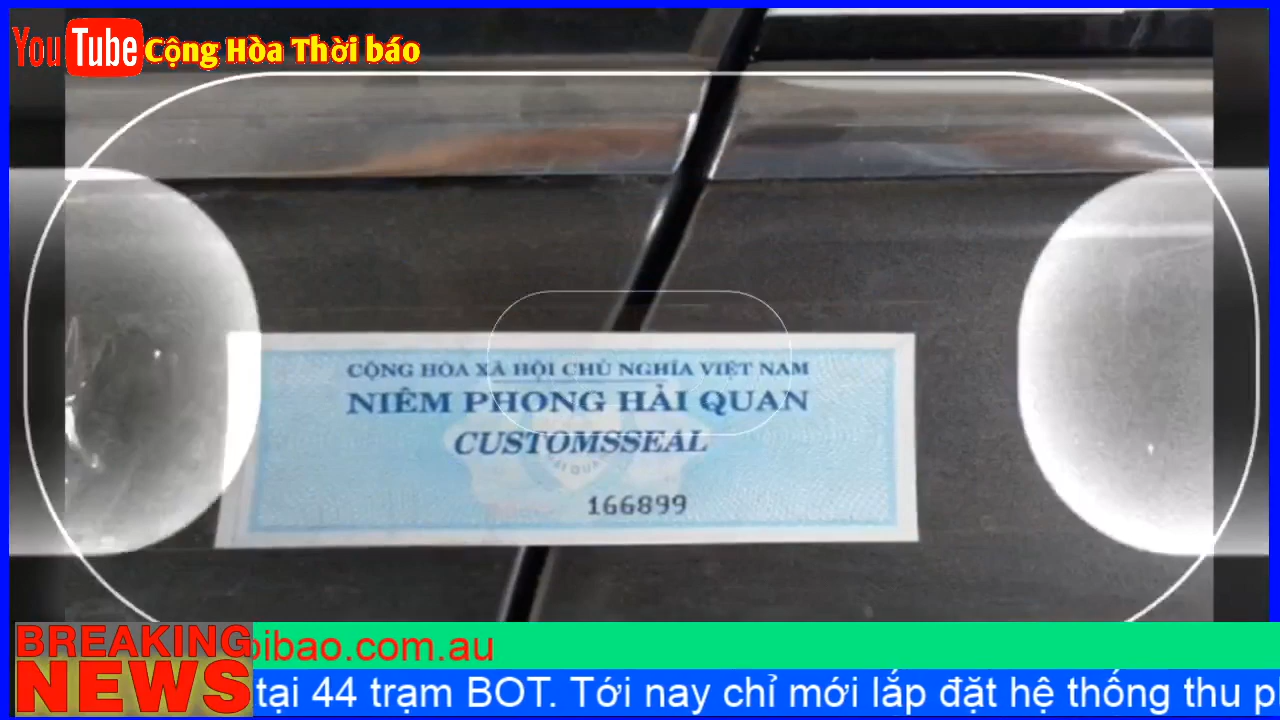 YouTube Cộng Hòa Thời báo
CỘNG HÒA XÃ HỘI CHỦ NGHĨA VIỆT NAM
NIÊM PHONG HẢI QUAN
CUSTOMSSEAL
166899
BREAKING
NEWS
oibao.com.au
tại 44 trạm BOT. Tới nay chỉ mới lắp đặt hệ thống thu